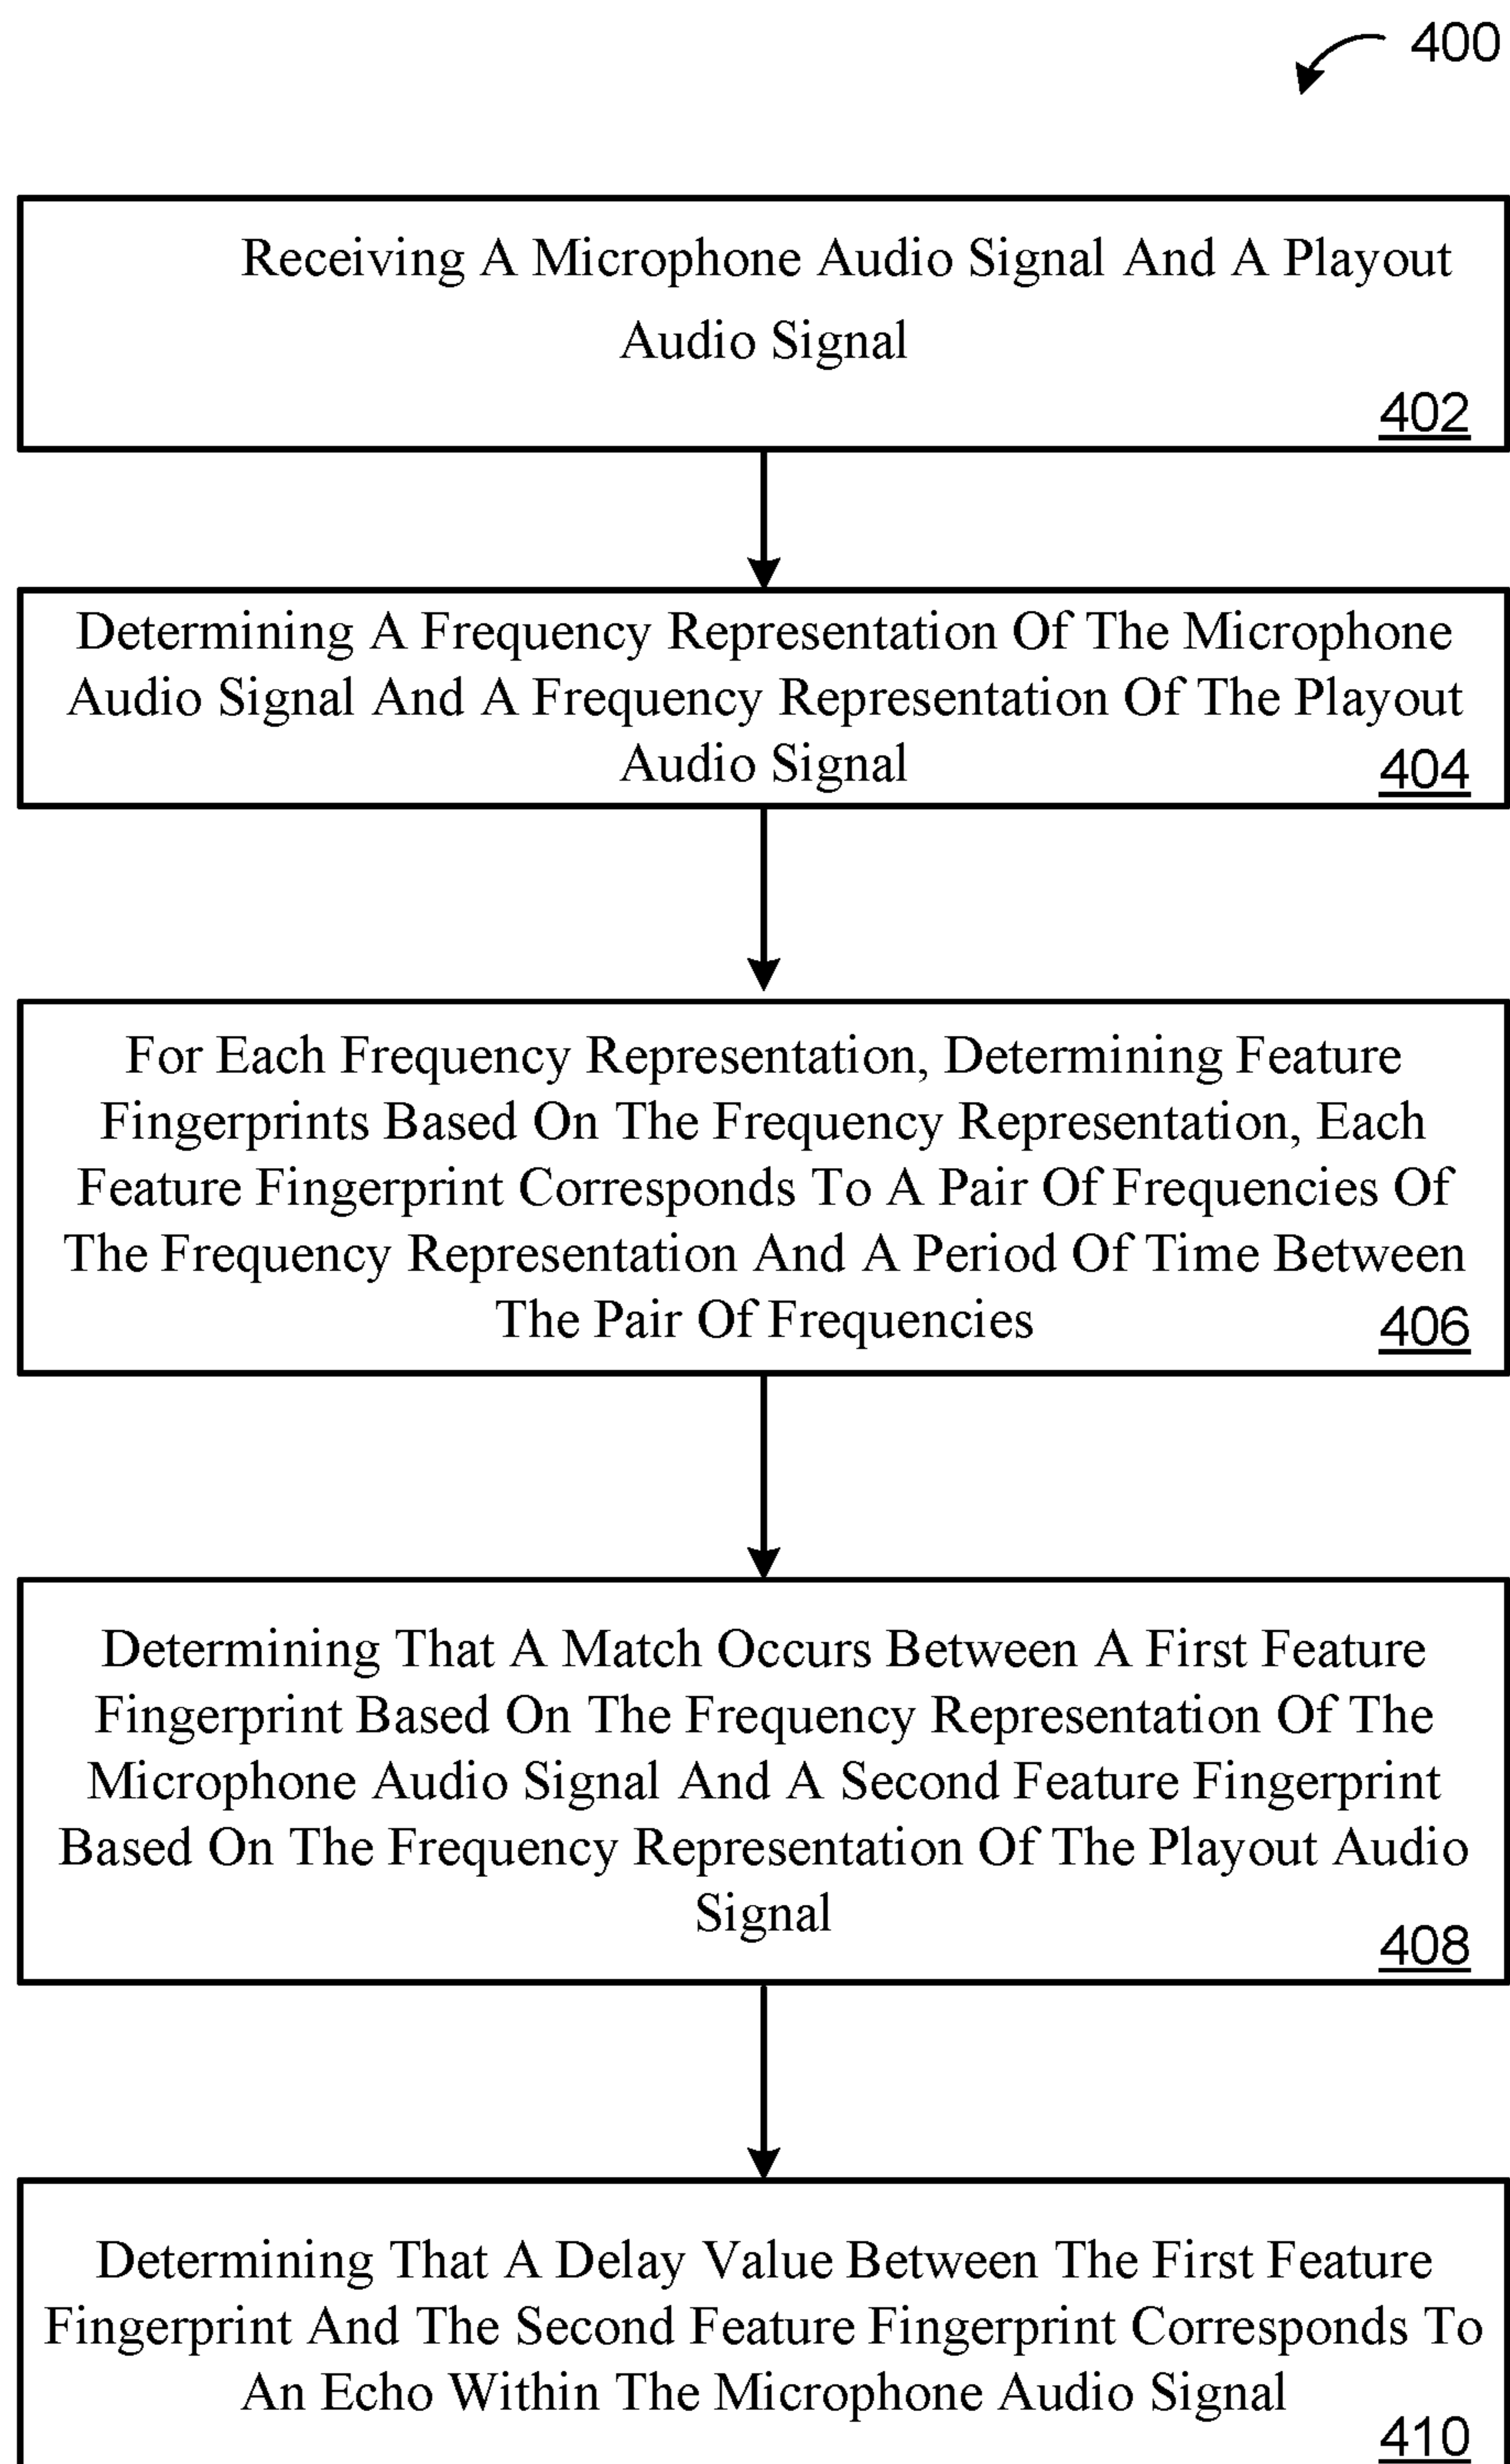 400
Receiving A Microphone Audio Signal And A Playout
Audio Signal
402
Determining A Frequency Representation Of The Microphone
Audio Signal And A Frequency Representation Of The Playout
Audio Signal
404
For Each Frequency Representation, Determining Feature
Fingerprints Based On The Frequency Representation, Each
Feature Fingerprint Corresponds To A Pair Of Frequencies Of
The Frequency Representation And A Period Of Time Between
The Pair Of Frequencies
406
Determining That A Match Occurs Between A First Feature
Fingerprint Based On The Frequency Representation Of The
Microphone Audio Signal And A Second Feature Fingerprint
Based On The Frequency Representation Of The Playout Audio
Signal
408
Determining That A Delay Value Between The First Feature
Fingerprint And The Second Feature Fingerprint Corresponds To
An Echo Within The Microphone Audio Signal
410